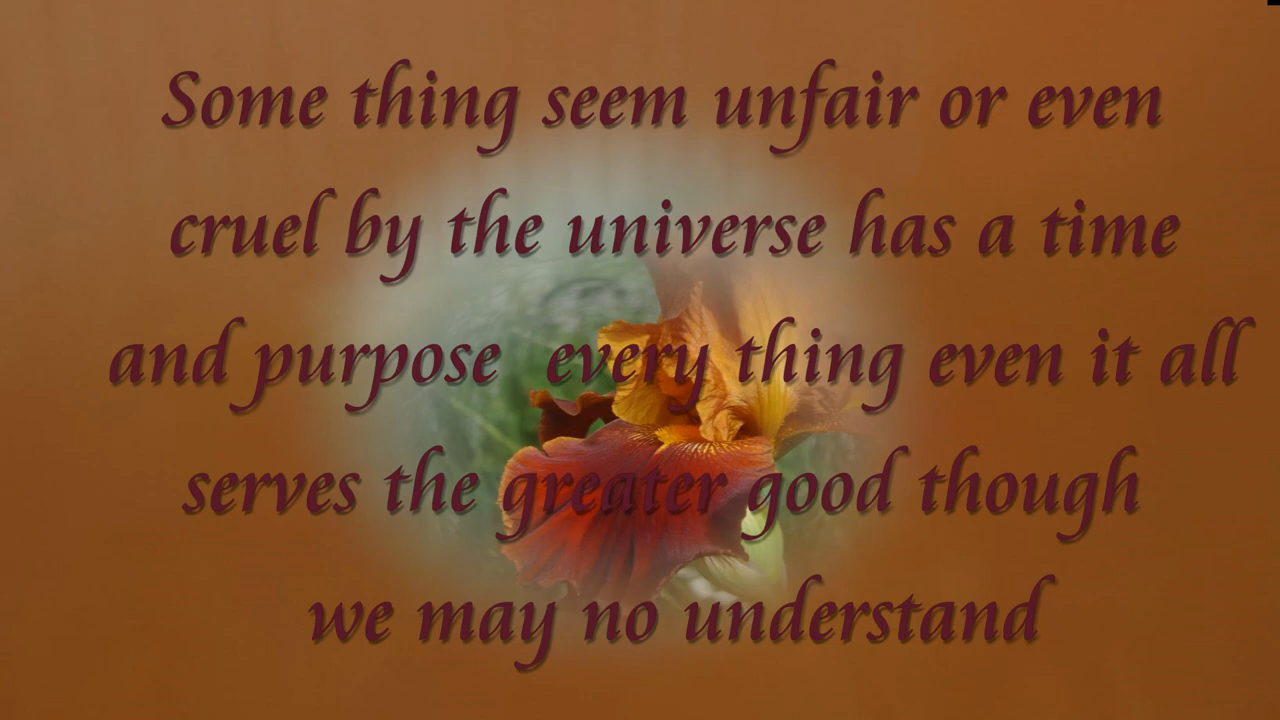 Some thing seem unfair or even
cruel by the universe has a time
and purpose  every thing even it all
serves the greater good though
we may no understand